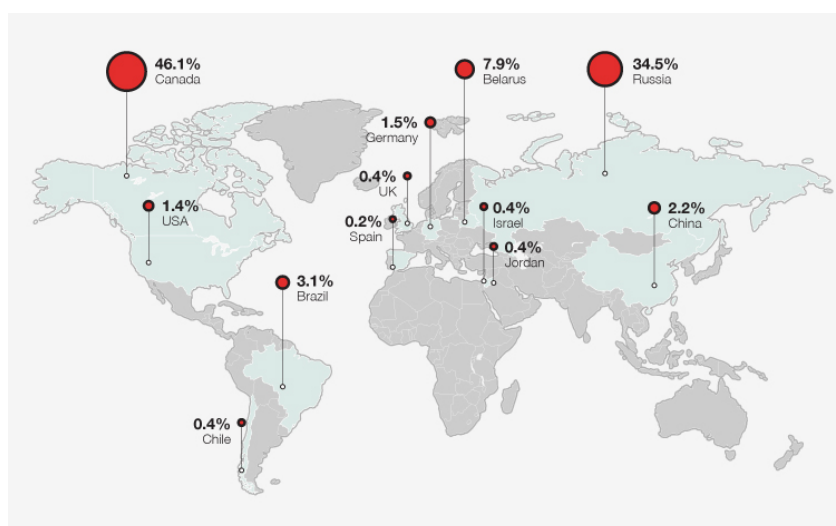 46.1%
Canada
7.9%
Belarus
34.5%
Russia
1.5%
Germany
0.4%
UK
1.4%
USA
0.2%
Spain
0.4%
Israel
2.2%
China
0.4%
Jordan
3.1%
Brazil
0.4%
Chile